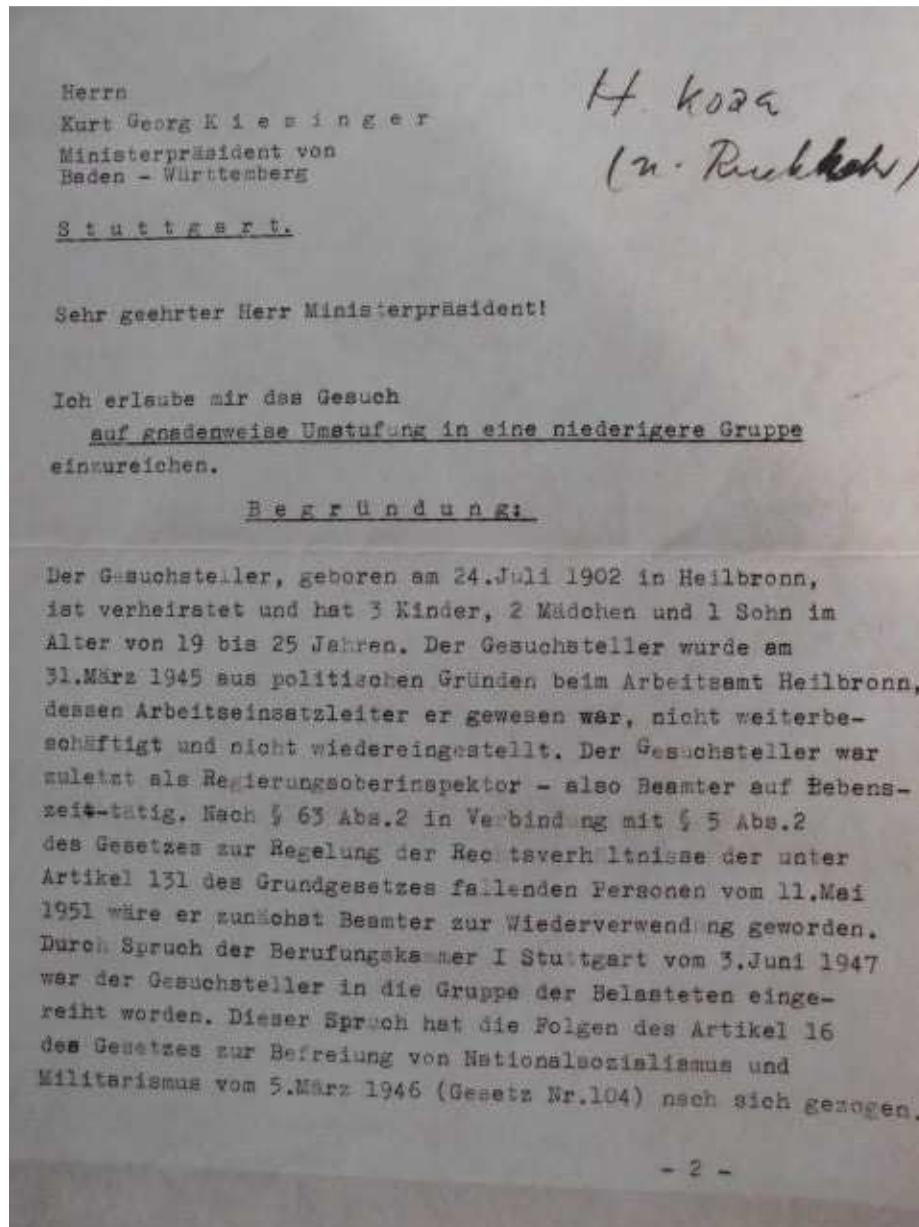 Herrn
Kurt Georg K i e s i n g e r
Ministerpräsident von
Baden - Württemberg
S t u t t g a r t.
H. 
(n. Rückkehr)
Sehr geehrter Herr Ministerpräsident!
Ich erlaube mir das Gesuch
auf gnadenweise Umstufung in eine niederigere Gruppe
einzureichen.
B e g r ü n d u n g:
Der Gesuchsteller, geboren am 24.Juli 1902 in Heilbronn,
ist verheiratet und hat 3 Kinder, 2 Mädchen und 1 Sohn im
Alter von 19 bis 25 Jahren. Der Gesuchsteller wurde am
31.März 1945 aus politischen Gründen beim Arbeitsamt Heilbronn,
dessen Arbeitseinsatzleiter er gewesen war, nicht weiterbe-
schäftigt und nicht wiedereingestellt. Der Gesuchsteller war
zuletzt als Regierungsoberinspektor - also Beamter auf Lebens-
zeit-tätig. Nach § 63 Abs.2 in Verbindung mit § 5 Abs.2
des Gesetzes zur Regelung der Rechtsverhältnisse der unter
Artikel 131 des Grundgesetzes fallenden Personen vom 11.Mai
1951 wäre er zunächst Beamter zur Wiederverwendung geworden.
Durch Spruch der Berufungskammer I Stuttgart vom 3.Juni 1947
war der Gesuchsteller in die Gruppe der Belasteten einge-
reiht worden. Dieser Spruch hat die Folgen des Artikel 16
des Gesetzes zur Befreiung von Nationalsozialismus und
Militarismus vom 5.März 1946 (Gesetz Nr.104) nach sich gezogen.
- 2 -